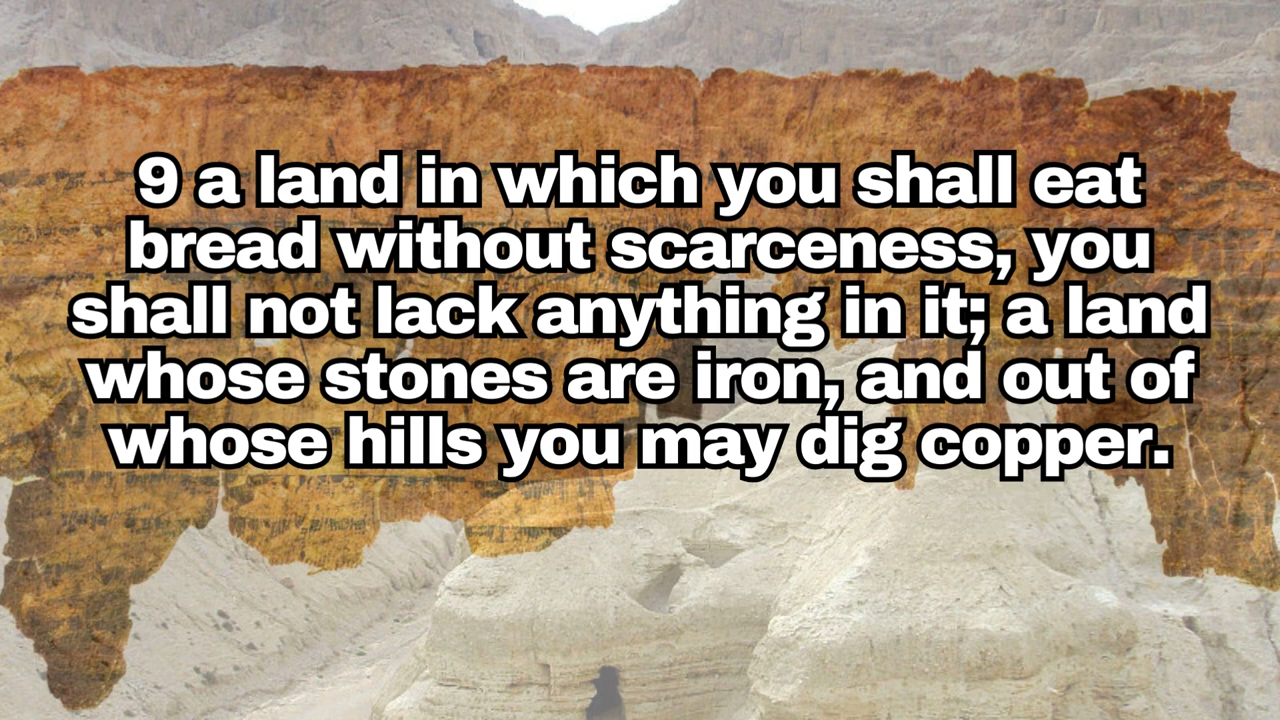 9 a land in which you shall eat
bread without scarceness, you
shall not lack anything in it; a land
whose stones are iron, and out of
whose hills you may dig copper.